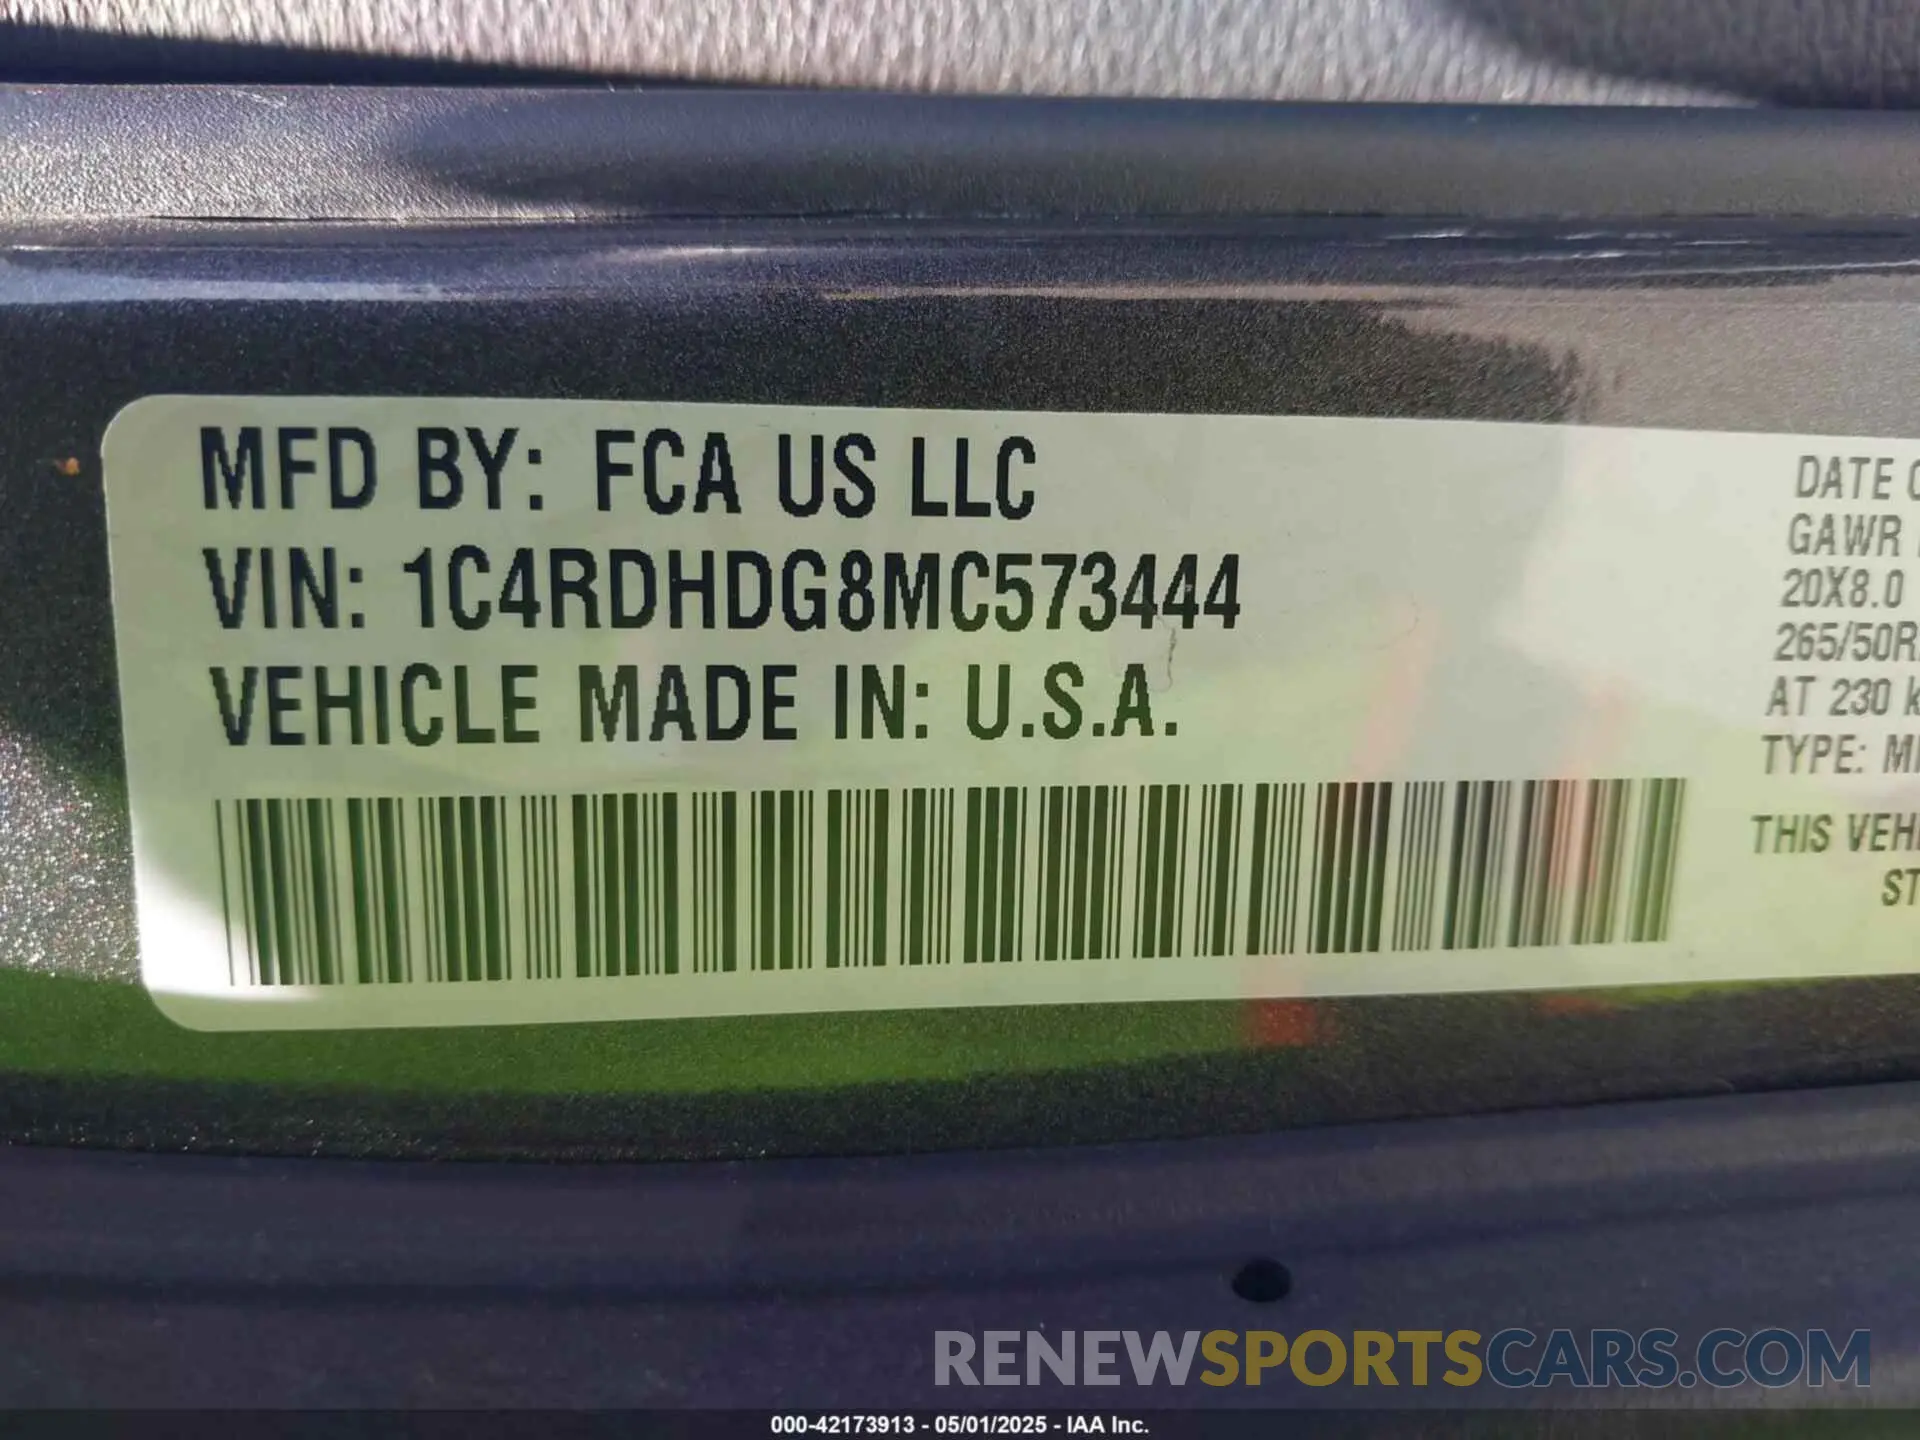 MFD BY: FCA US LLC
VIN: 1C4RDHDG8MC573444
VEHICLE MADE IN: U.S.A.
DATE
GAWR
20X8.0
265/50R
AT 230
TYPE:
THIS
RENEWSPORTSCARS.COM
000-42173913 - 05/01/2025 - IAA Inc.